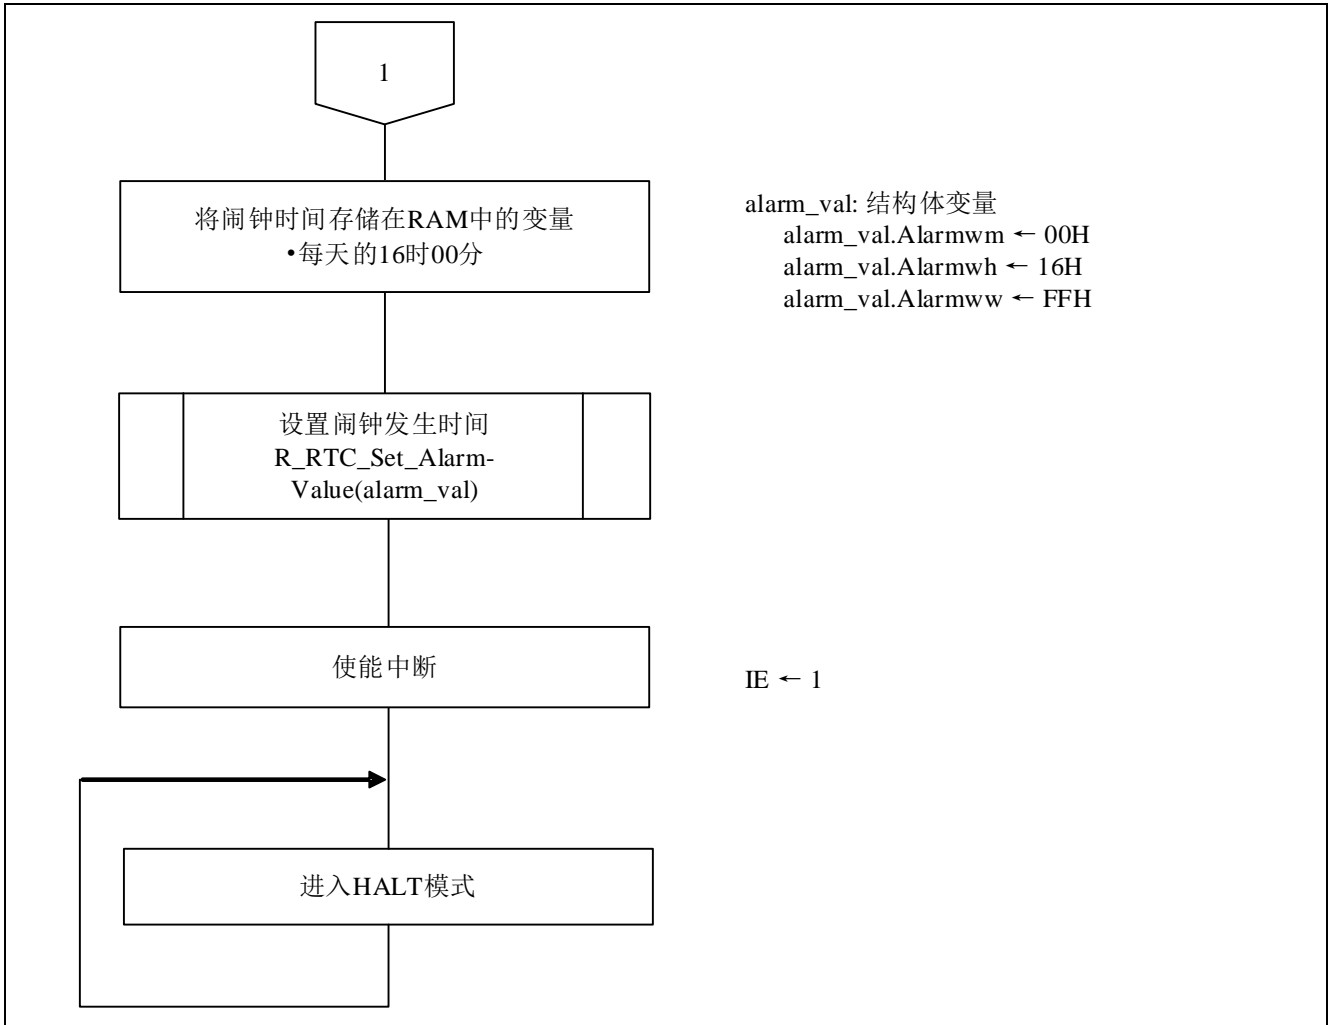 1
将闹钟时间存储在RAM中的变量
•每天的16时00分
alarm_val: 结构体变量
alarm_val.Alarmwm ← 00H
alarm_val.Alarmwh ← 16H
alarm_val.Alarmww ← FFH
设置闹钟发生时间
R_RTC_Set_Alarm-
Value(alarm_val)
使能中断
IE ← 1
进入HALT模式